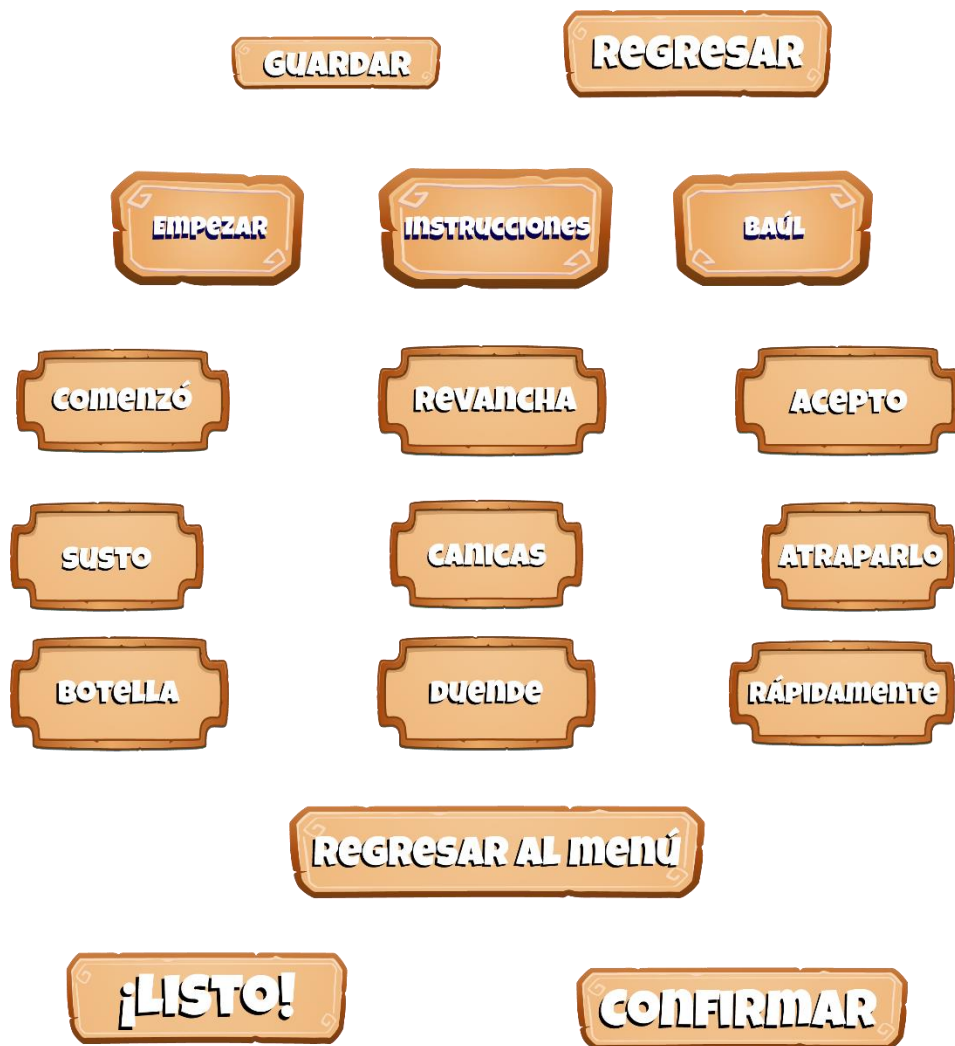 GUARDAR
REGRESAR
EMPEZAR
INSTRUCCIONES
BAÚL
COMENZÓ
REVANCHA
ACEPTO
SUSTO
CANICAS
ATRAPARLO
BOTELLA
DUENDE
RÁPIDAMENTE
REGRESAR AL MENÚ
¡LISTO!
CONFIRMAR